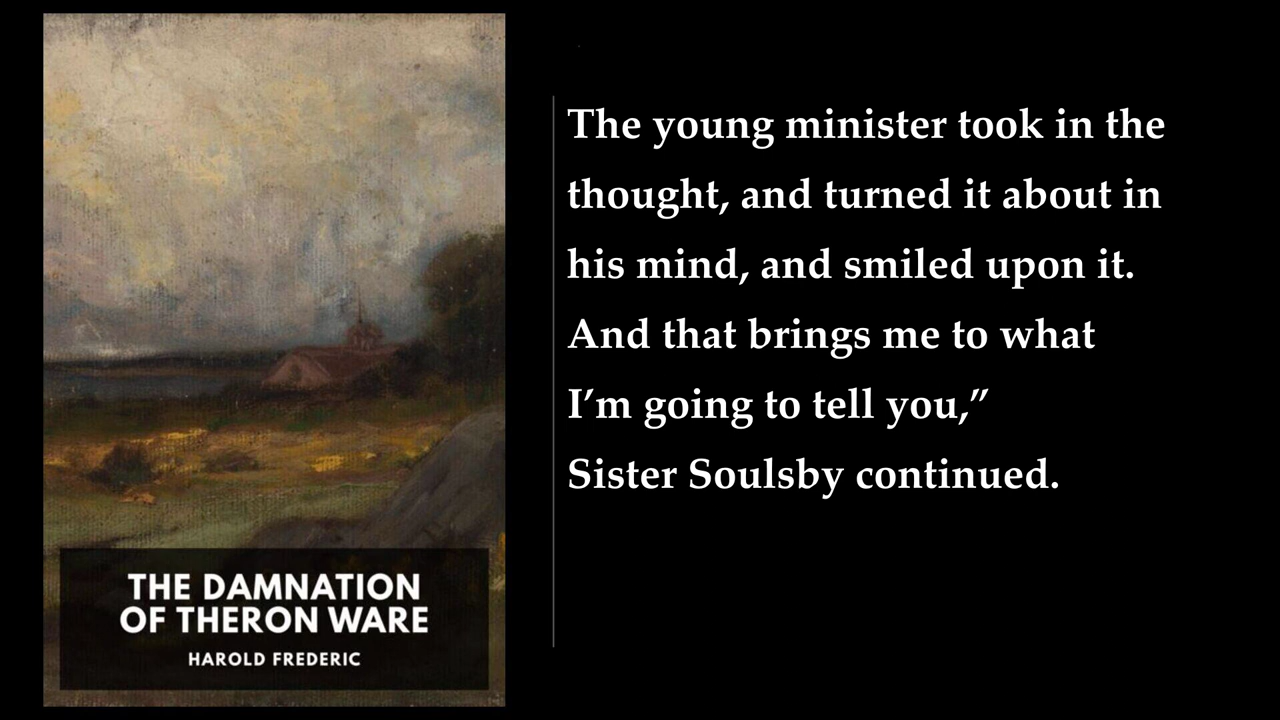 THE DAMNATION
OF THERON WARE
HAROLD FREDERIC
The young minister took in the
thought, and turned it about in
his mind, and smiled upon it.
And that brings me to what
I’m going to tell you,”
Sister Soulsby continued.